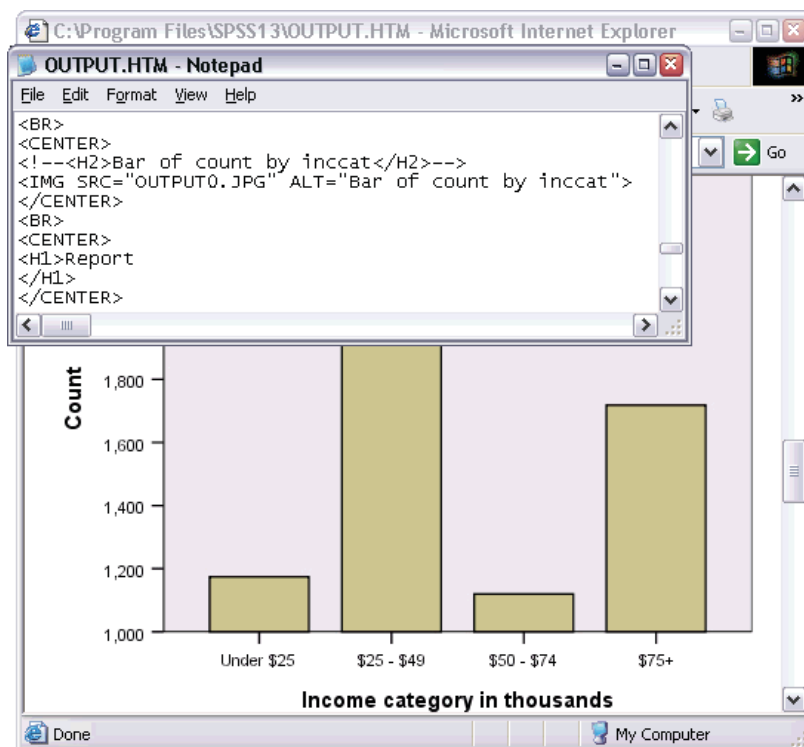 C:\Program Files\SPSS13\OUTPUT.HTM - Microsoft Internet Explorer
OUTPUT.HTM - Notepad
File Edit Format View Help
<BR>
<CENTER>
<!--<H2>Bar of count by inccat</H2>-->
<IMG SRC="OUTPUT0.JPG" ALT="Bar of count by inccat">
</CENTER>
<BR>
<CENTER>
<H1>Report
</H1>
</CENTER>
»
Go
Count
1,800
1,600
1,400
1,200
1,000
Under $25 $25 - $49 $50 - $74 $75+
Income category in thousands
Done My Computer